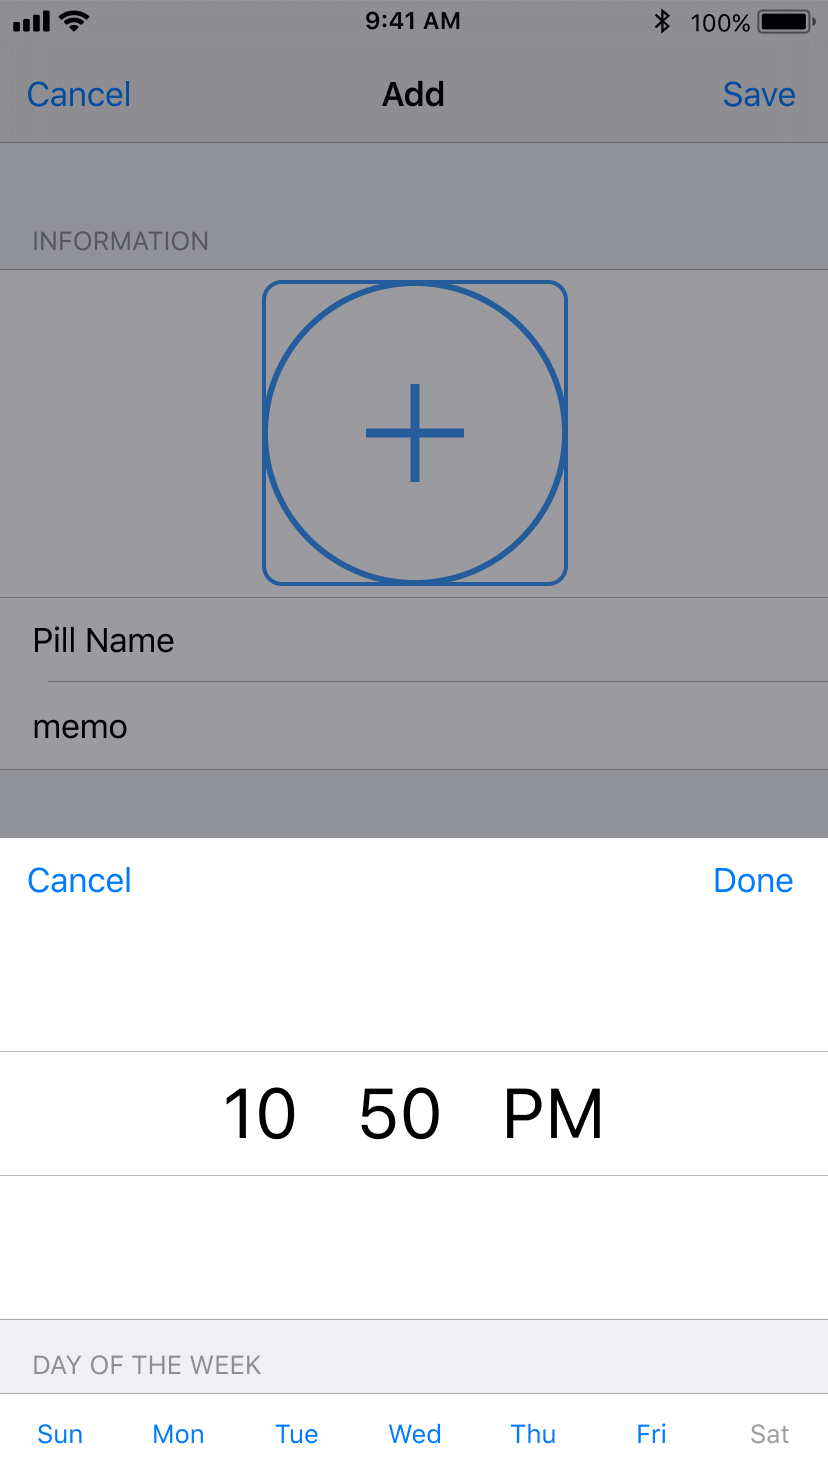 9:41 AM 100%
Cancel Add Save
INFORMATION
Pill Name
memo
Cancel Done
10 50 PM
DAY OF THE WEEK
Sun Mon Tue Wed Thu Fri Sat